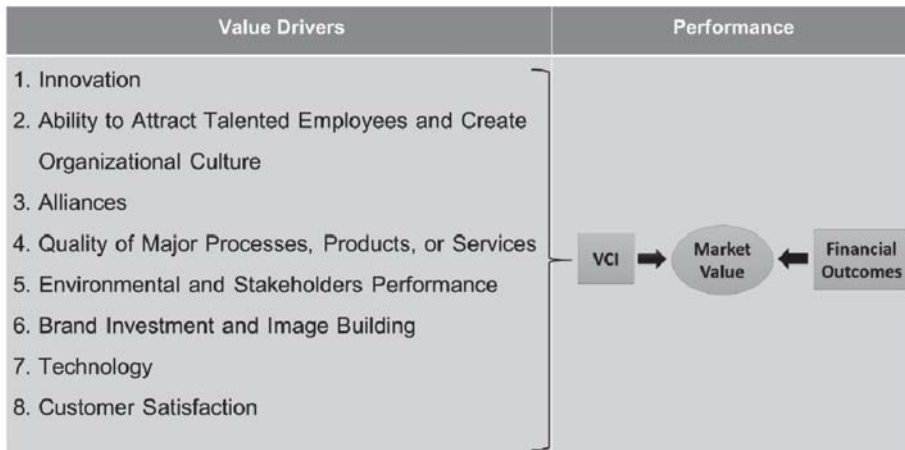 Value Drivers
Performance
1. Innovation
2. Ability to Attract Talented Employees and Create
Organizational Culture
3. Alliances
4. Quality of Major Processes, Products, or Services
5. Environmental and Stakeholders Performance
6. Brand Investment and Image Building
7. Technology
8. Customer Satisfaction
VCI
Market
Value
Financial
Outcomes